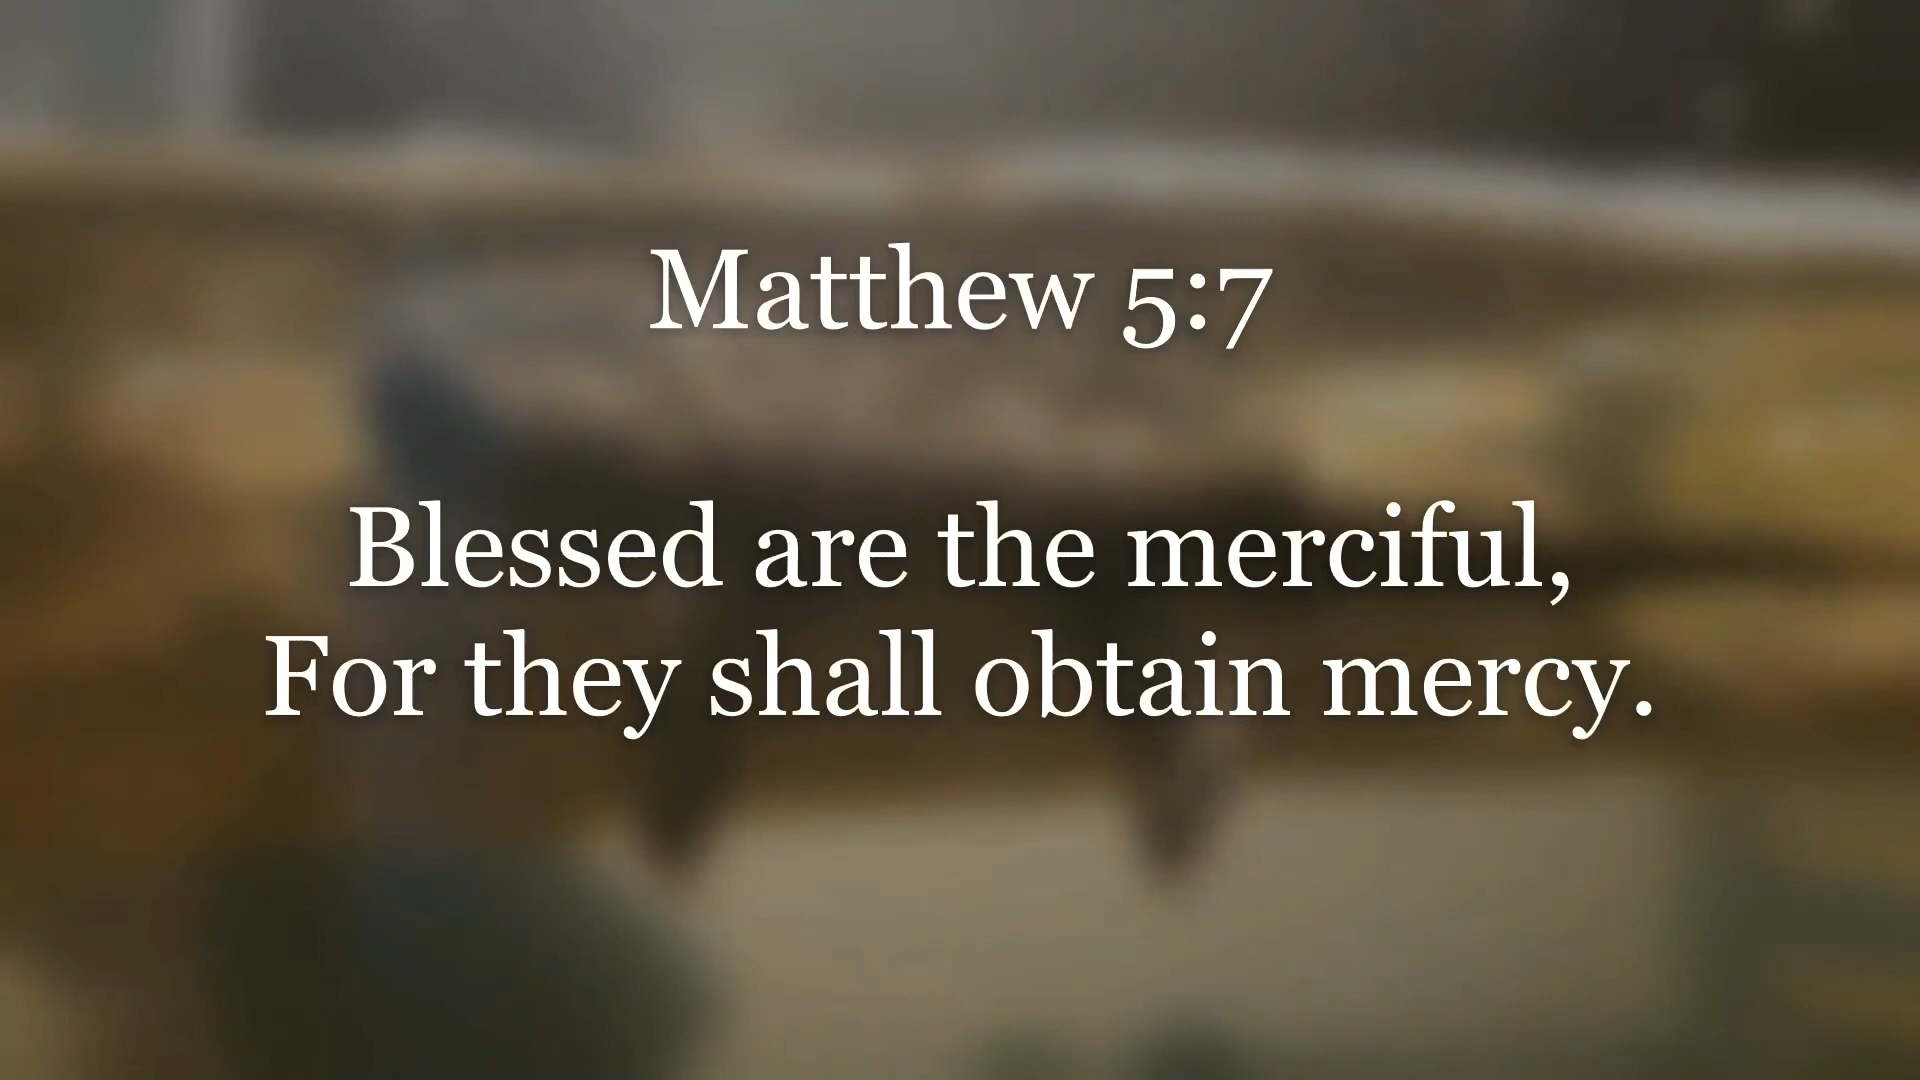 Matthew 5:7
Blessed are the merciful,
For they shall obtain mercy.